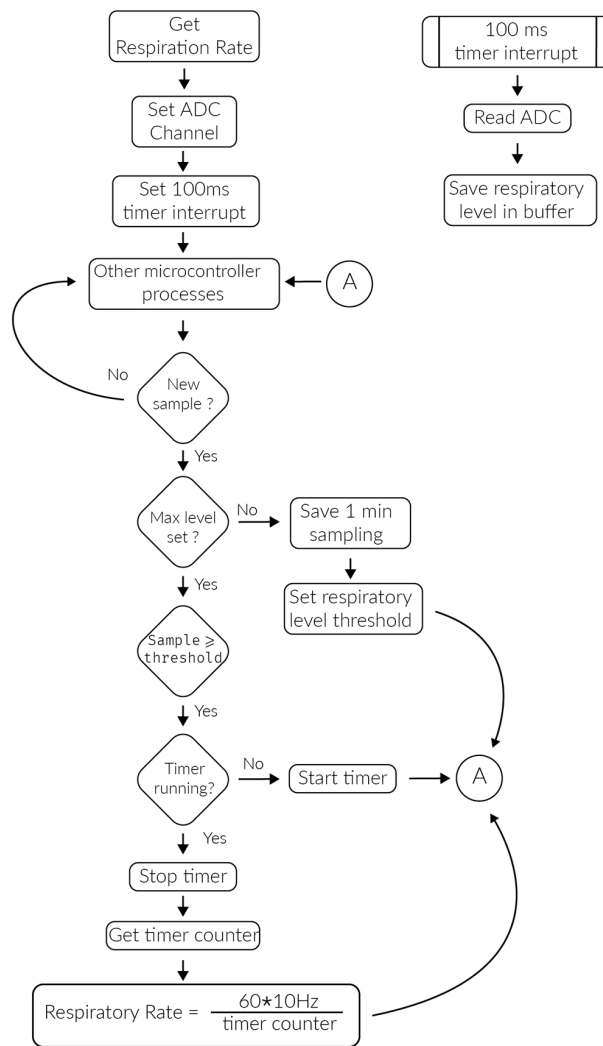 Get
Respiration Rate
Set ADC
Channel
Set 100ms
timer interrupt
Other microcontroller
processes
A
No
New
sample ?
Yes
Max level
set ?
No
Save 1 min
sampling
Set respiratory
level threshold
Yes
Sample ⩾
threshold
Yes
Timer
running?
No
Start timer
A
Yes
Stop timer
Get timer counter
Respiratory Rate = 60*10Hz
timer counter
100 ms
timer interrupt
Read ADC
Save respiratory
level in buffer